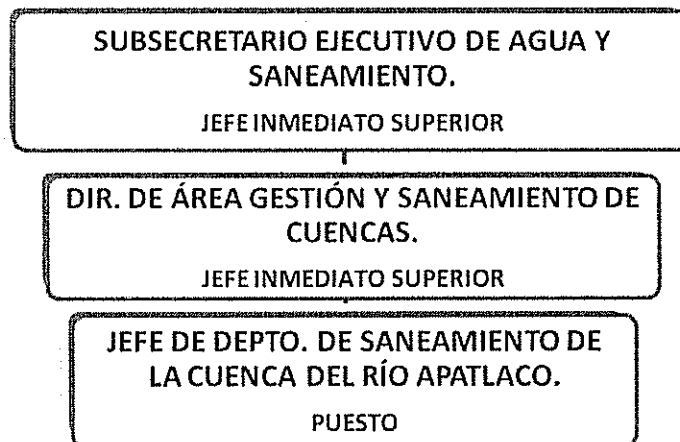 SUBSECRETARIO EJECUTIVO DE AGUA Y
SANEAMIENTO.
JEFE INMEDIATO SUPERIOR
DIR. DE ÁREA GESTIÓN Y SANEAMIENTO DE
CUENCAS.
JEFE INMEDIATO SUPERIOR
JEFE DE DEPTO. DE SANEAMIENTO DE
LA CUENCA DEL RÍO APATLACO.
PUESTO